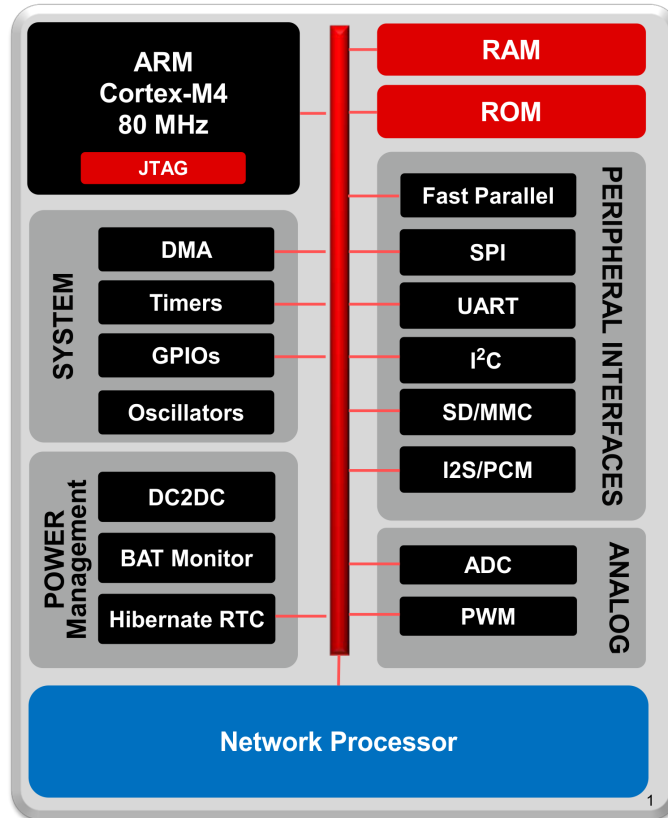 ARM
Cortex-M4
80 MHz
JTAG
RAM
ROM
SYSTEM
DMA
Timers
GPIOs
Oscillators
POWER
Management
DC2DC
BAT Monitor
Hibernate RTC
PERIPHERAL INTERFACES
Fast Parallel
SPI
UART
I²C
SD/MMC
I2S/PCM
ANALOG
ADC
PWM
Network Processor
1